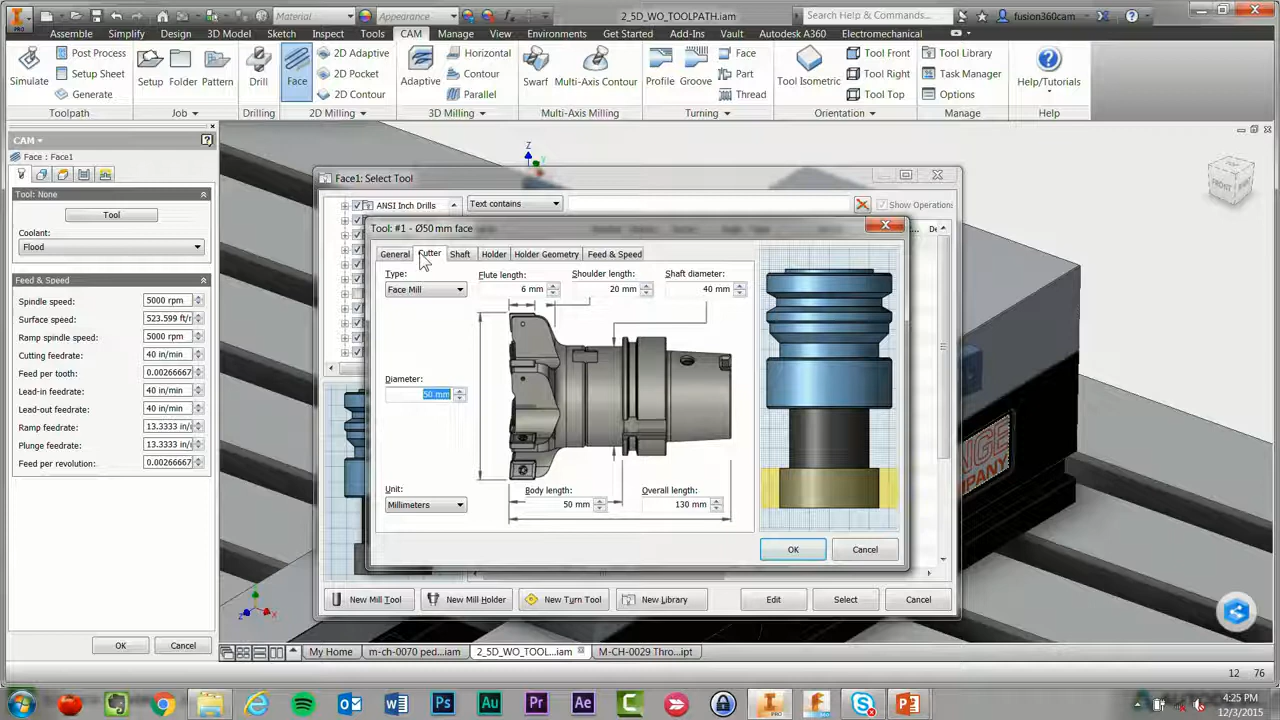 Material
Appearance
2_5D_WO_TOOLPATH.iam
Search Help & Commands...
fusion360cam
PRO
Assemble Simplify Design 3D Model Sketch Inspect Tools CAM Manage View Environments Get Started Add-Ins Vault Autodesk A360 Electromechanical
Simulate
Post Process
Setup Sheet
Generate
Toolpath
Setup Folder Pattern
Job
Drill
Drilling
Face
2D Adaptive
2D Pocket
2D Contour
2D Milling
Adaptive
Horizontal
Contour
Parallel
3D Milling
Swarf Multi-Axis Contour
Multi-Axis Milling
Profile Groove
Face
Part
Thread
Turning
Tool Isometric
Tool Front
Tool Right
Tool Top
Orientation
Tool Library
Task Manager
Options
Manage
Help/Tutorials
Help
CAM
Face : Face1
Tool: None
Tool
Coolant:
Flood
Feed & Speed
Spindle speed: 5000 rpm
Surface speed: 523.599 ft/r
Ramp spindle speed: 5000 rpm
Cutting feedrate: 40 in/min
Feed per tooth: 0.00266667
Lead-in feedrate: 40 in/min
Lead-out feedrate: 40 in/min
Ramp feedrate: 13.3333 in/
Plunge feedrate: 13.3333 in/
Feed per revolution: 0.00266667
OK Cancel
Z
Face1: Select Tool
ANSI Inch Drills
Text contains
Show Operation
De
Tool: #1 - Ø50 mm face
General Cutter Shaft Holder Holder Geometry Feed & Speed
Type:
Face Mill
Flute length:
6 mm
Shoulder length:
20 mm
Shaft diameter:
40 mm
Diameter:
50 mm
Unit:
Millimeters
Body length:
50 mm
Overall length:
130 mm
OK Cancel
New Mill Tool New Mill Holder New Turn Tool New Library Edit Select Cancel
FRONT
NGE
COMPANY
Z X
My Home m-ch-0070 ped....iam 2_5D_WO_TOOL...iam M-CH-0029 Thro....ipt
12 76
Ps Au Pr Ae
4:25 PM
12/3/2015